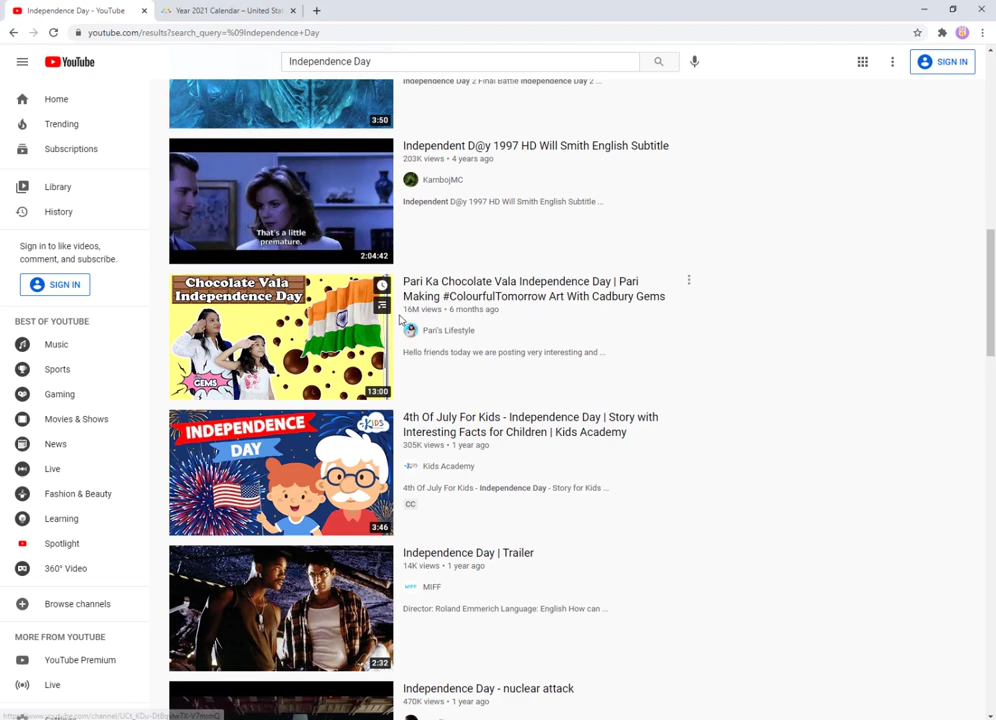 Independence Day - YouTube
Year 2021 Calendar – United Sta
youtube.com/results?search_query=%09Independence+Day
YouTube
Independence Day
SIGN IN
Home
Trending
Subscriptions
Library
History
Sign in to like videos,
comment, and subscribe.
SIGN IN
BEST OF YOUTUBE
Music
Sports
Gaming
Movies & Shows
News
Live
Fashion & Beauty
Learning
Spotlight
360° Video
Browse channels
MORE FROM YOUTUBE
YouTube Premium
Live
Independence Day 2 Final Battle Independence Day 2 ...
3:50
Independent D@y 1997 HD Will Smith English Subtitle
203K views • 4 years ago
KambojMC
Independent D@y 1997 HD Will Smith English Subtitle ...
That's a little
premature.
2:04:42
Chocolate Vala
Independence Day
GEMS
13:00
Pari Ka Chocolate Vala Independence Day | Pari
Making #ColourfulTomorrow Art With Cadbury Gems
16M views • 6 months ago
Pari's Lifestyle
Hello friends today we are posting very interesting and ...
INDEPENDENCE
DAY
KIDS
3:46
4th Of July For Kids - Independence Day | Story with
Interesting Facts for Children | Kids Academy
305K views • 1 year ago
Kids Academy
4th Of July For Kids - Independence Day - Story for Kids ...
CC
2:32
Independence Day | Trailer
14K views • 1 year ago
MIFF
MIFF
Director: Roland Emmerich Language: English How can ...
Independence Day - nuclear attack
470K views • 1 year ago